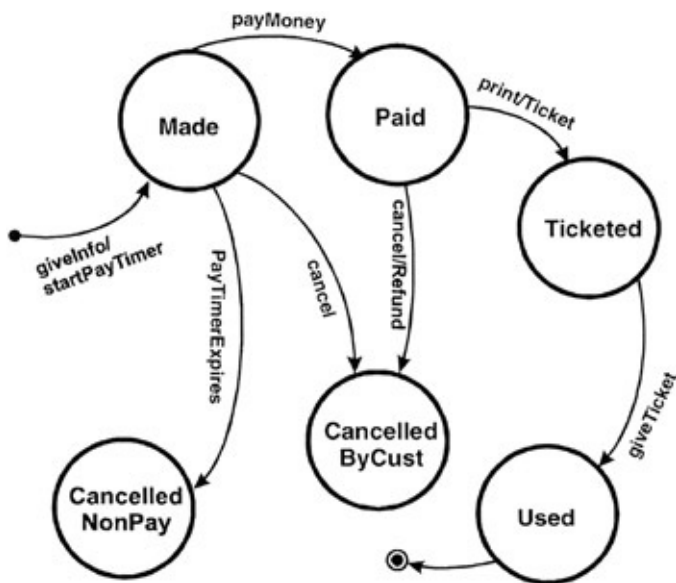 payMoney
Made
Paid
print/Ticket
giveInfo/
startPayTimer
PayTimerExpires
cancel
cancel/Refund
Ticketed
Cancelled
ByCust
giveTicket
Cancelled
NonPay
Used